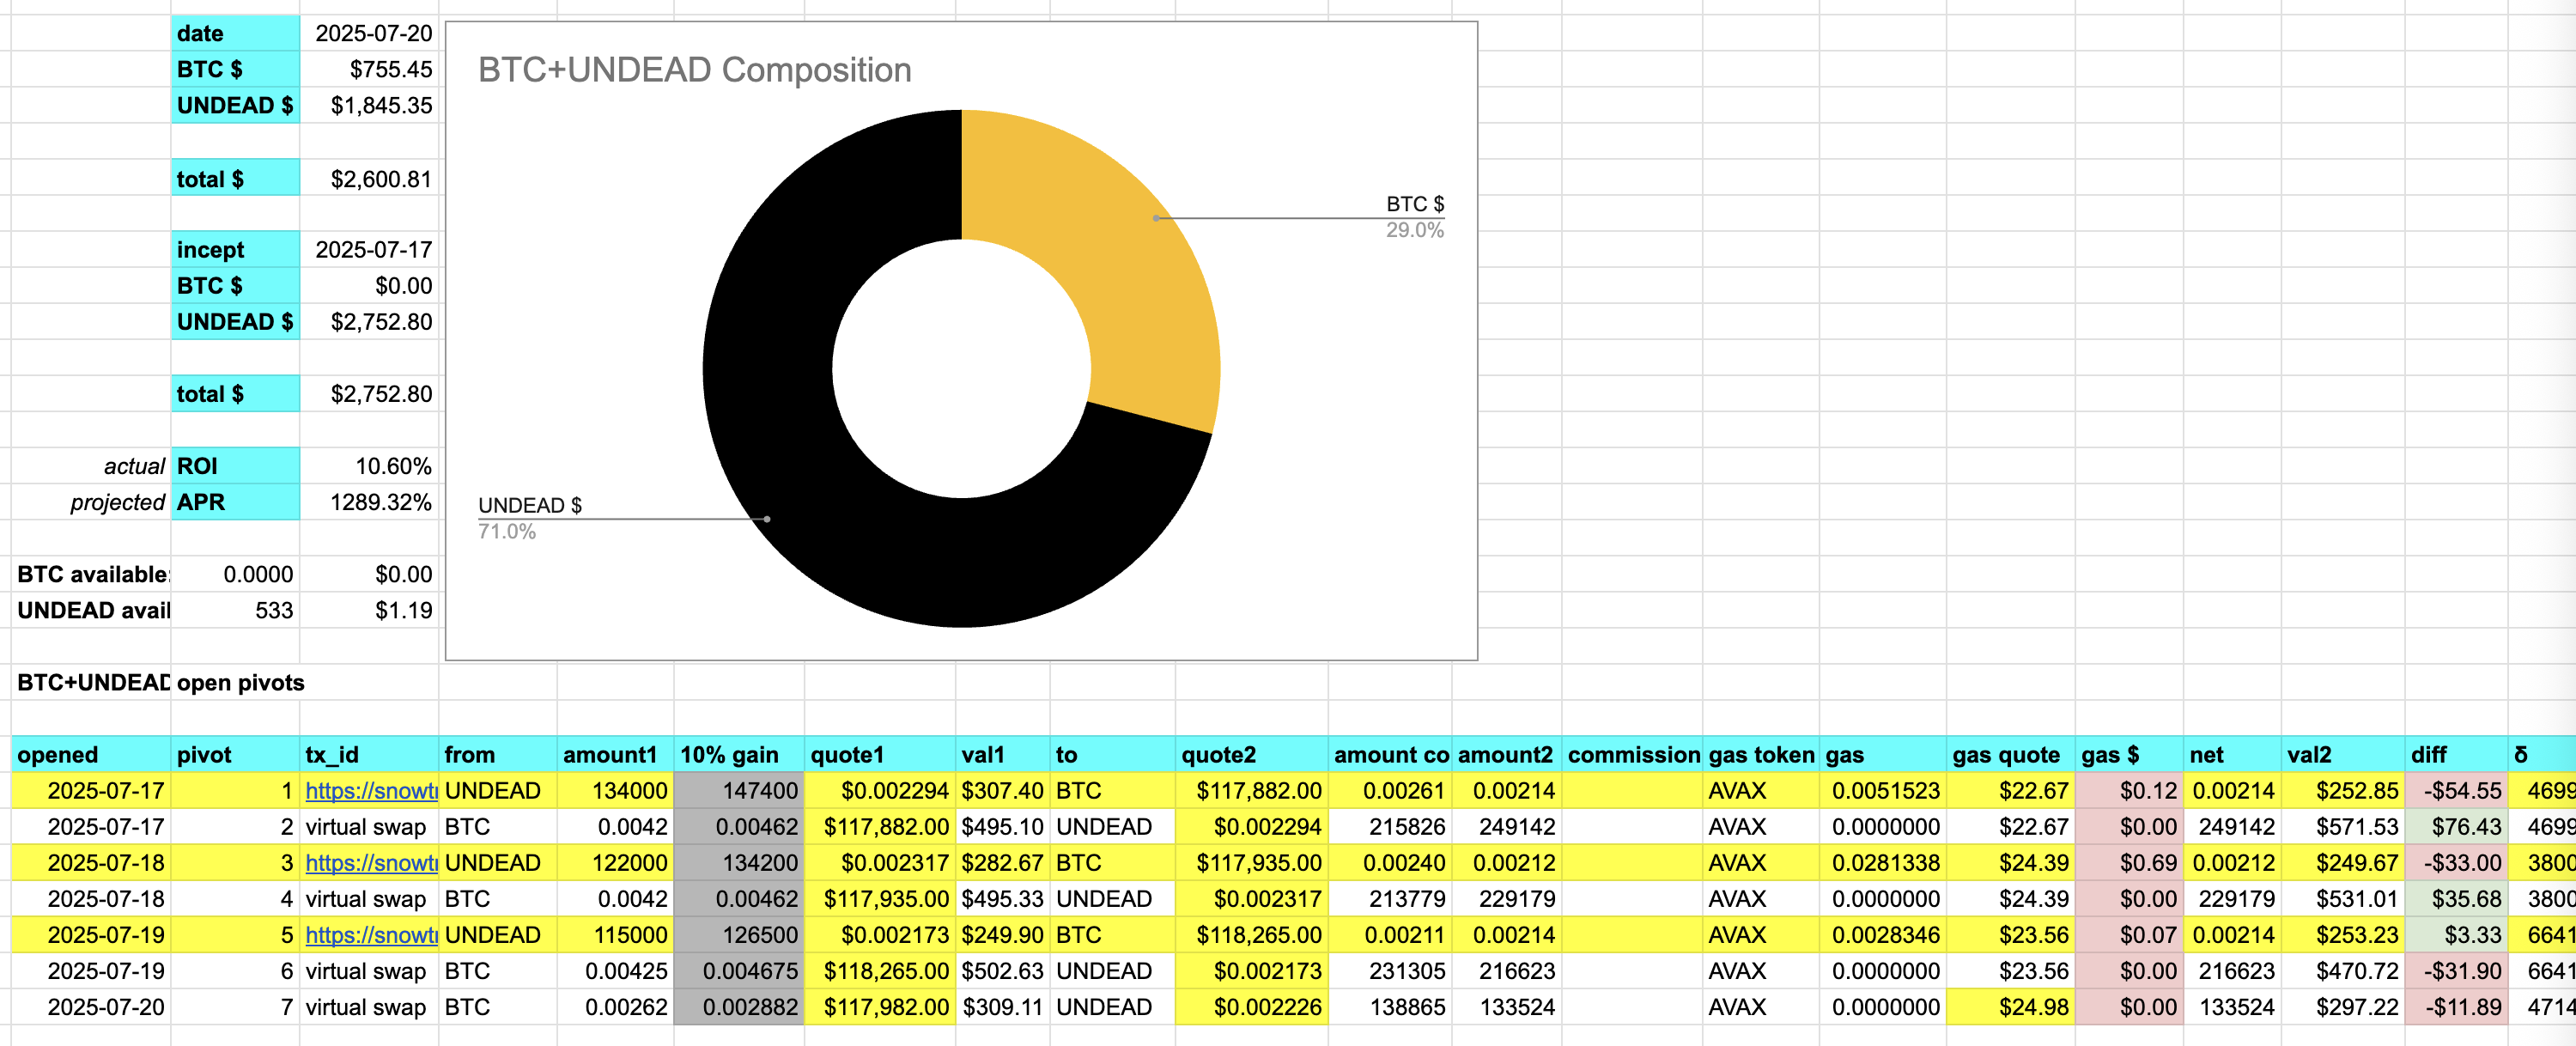 date 2025-07-20
BTC $ $755.45
UNDEAD $ $1,845.35
total $ $2,600.81
incept 2025-07-17
BTC $ $0.00
UNDEAD $ $2,752.80
total $ $2,752.80
actual ROI 10.60%
projected APR 1289.32%
BTC available: 0.0000 $0.00
UNDEAD avail 533 $1.19
BTC+UNDEAD Composition
BTC $
29.0%
UNDEAD $
71.0%
BTC+UNDEAD open pivots
opened pivot tx_id from amount1 10% gain quote1 val1 to quote2 amount co amount2 commission gas token gas gas quote gas $ net val2 diff δ
2025-07-17 1 https://snowtr UNDEAD 134000 147400 $0.002294 $307.40 BTC $117,882.00 0.00261 0.00214 AVAX 0.0051523 $22.67 $0.12 0.00214 $252.85 -$54.55 4699
2025-07-17 2 virtual swap BTC 0.0042 0.00462 $117,882.00 $495.10 UNDEAD $0.002294 215826 249142 AVAX 0.0000000 $22.67 $0.00 249142 $571.53 $76.43 4699
2025-07-18 3 https://snowtr UNDEAD 122000 134200 $0.002317 $282.67 BTC $117,935.00 0.00240 0.00212 AVAX 0.0281338 $24.39 $0.69 0.00212 $249.67 -$33.00 3800
2025-07-18 4 virtual swap BTC 0.0042 0.00462 $117,935.00 $495.33 UNDEAD $0.002317 213779 229179 AVAX 0.0000000 $24.39 $0.00 229179 $531.01 $35.68 3800
2025-07-19 5 https://snowtr UNDEAD 115000 126500 $0.002173 $249.90 BTC $118,265.00 0.00211 0.00214 AVAX 0.0028346 $23.56 $0.07 0.00214 $253.23 $3.33 6641
2025-07-19 6 virtual swap BTC 0.00425 0.004675 $118,265.00 $502.63 UNDEAD $0.002173 231305 216623 AVAX 0.0000000 $23.56 $0.00 216623 $470.72 -$31.90 6641
2025-07-20 7 virtual swap BTC 0.00262 0.002882 $117,982.00 $309.11 UNDEAD $0.002226 138865 133524 AVAX 0.0000000 $24.98 $0.00 133524 $297.22 -$11.89 4714